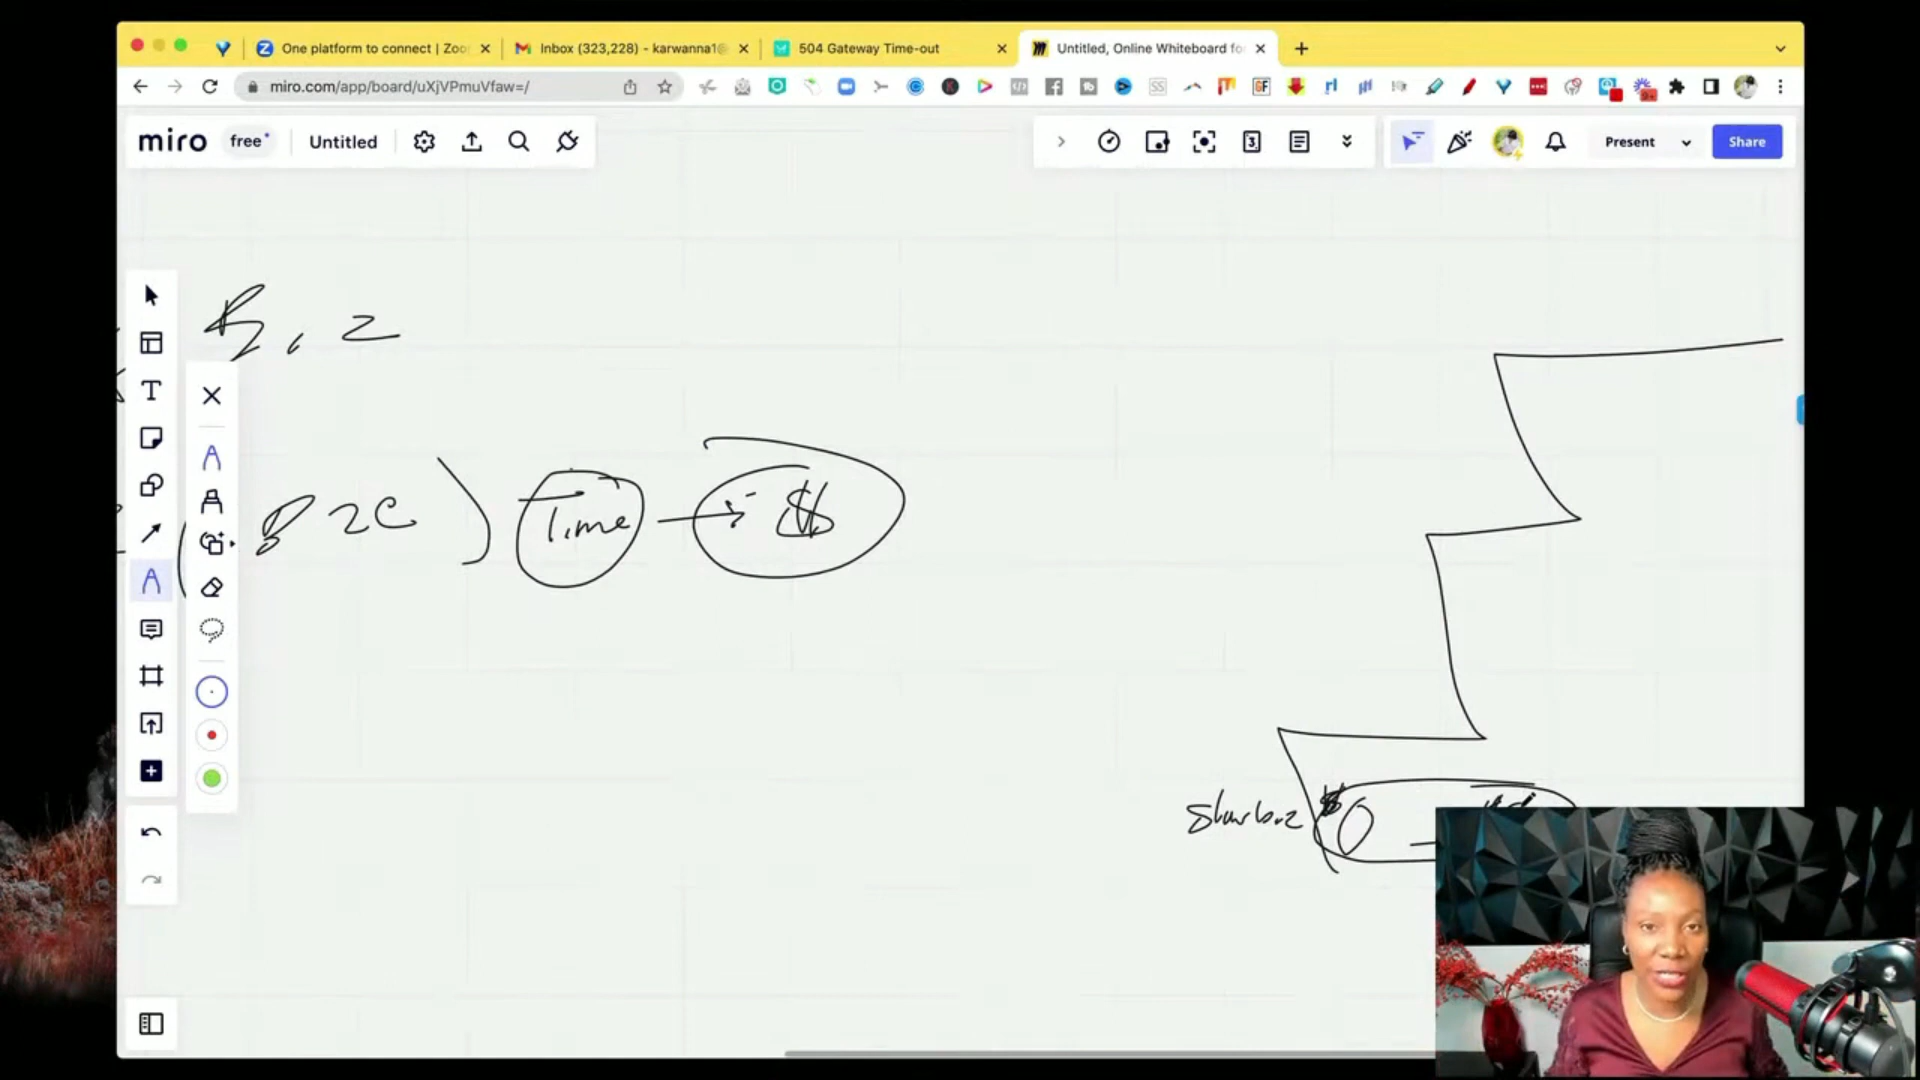 One platform to connect | Zoo
Inbox (323,228) - karwanna1@
504 Gateway Time-out
Untitled, Online Whiteboard fo
miro.com/app/board/uXjVPmuVfaw=/
miro free Untitled
Present Share
B, 2
(B2C) Time → $
$0 -